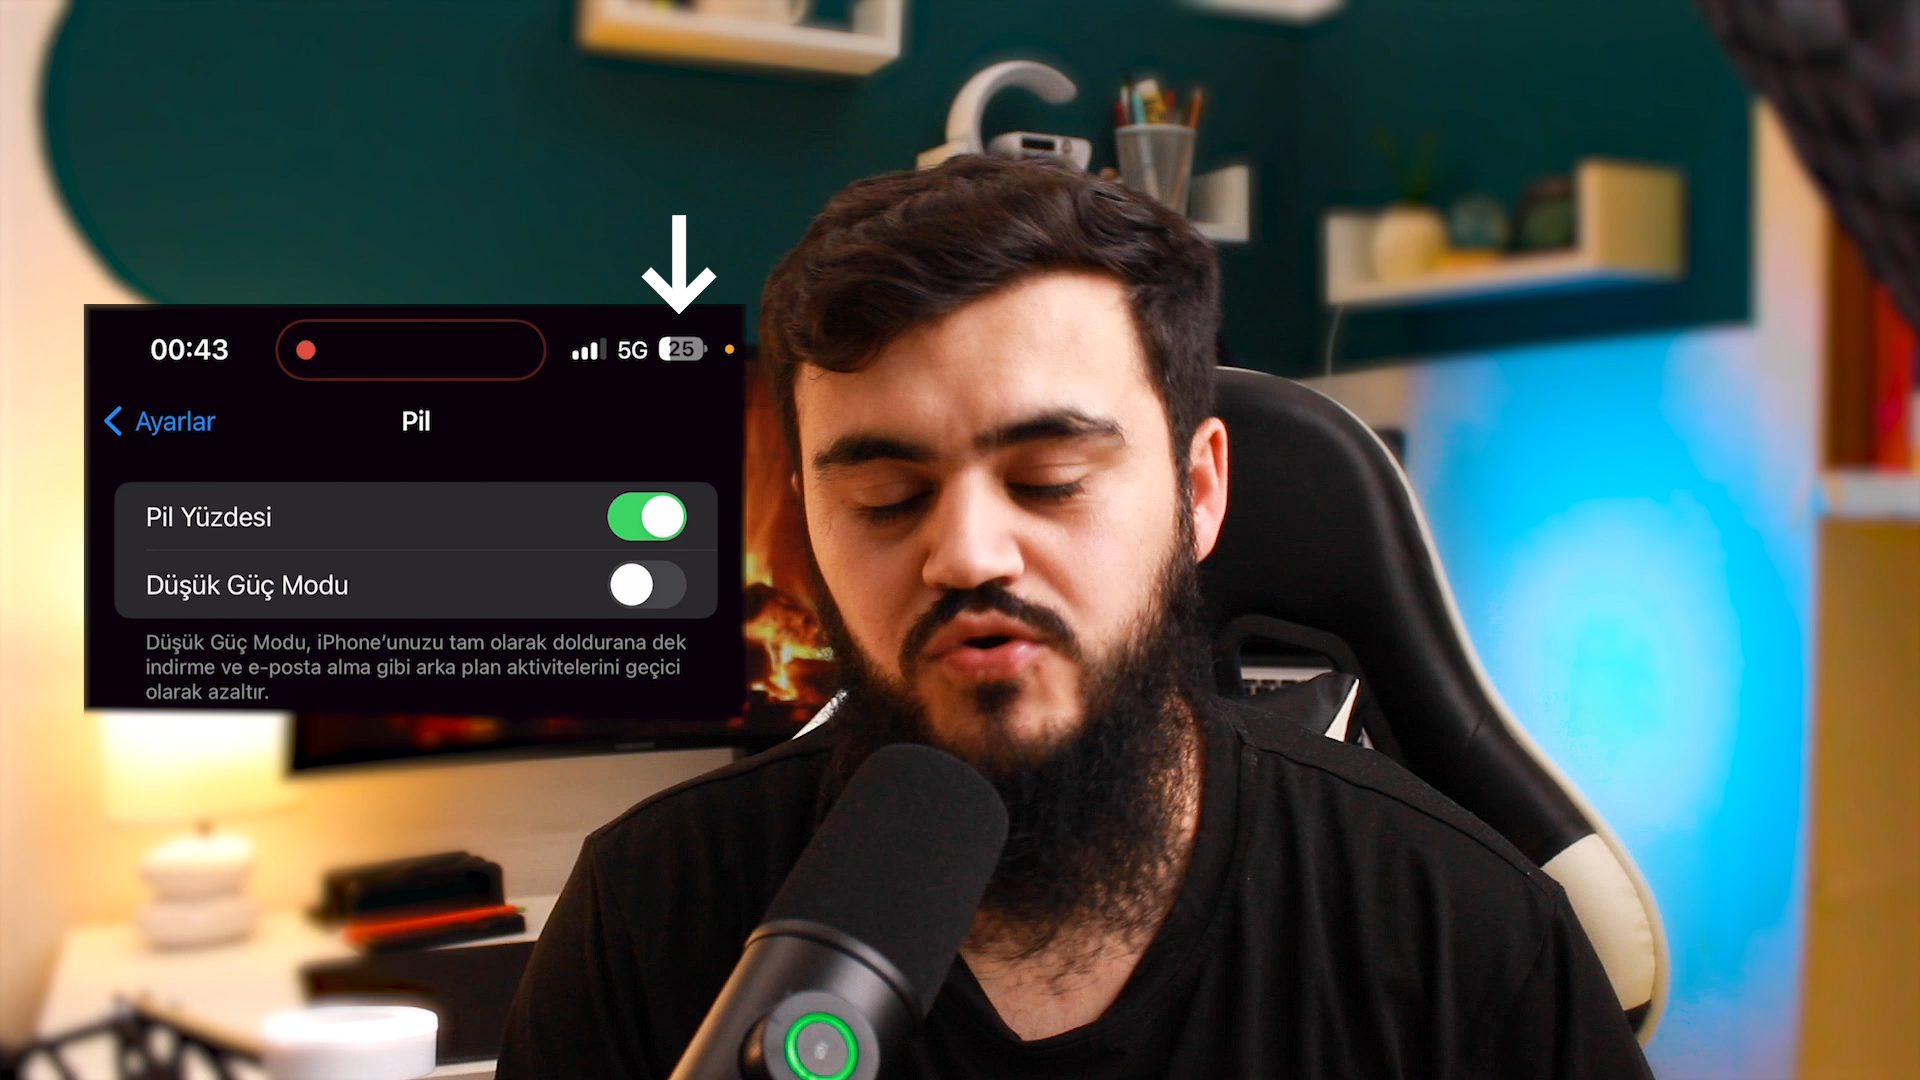 00:43 5G 25
Ayarlar Pil
Pil Yüzdesi
Düşük Güç Modu
Düşük Güç Modu, iPhone’unuzu tam olarak doldurana dek
indirme ve e-posta alma gibi arka plan aktivitelerini geçici
olarak azaltır.